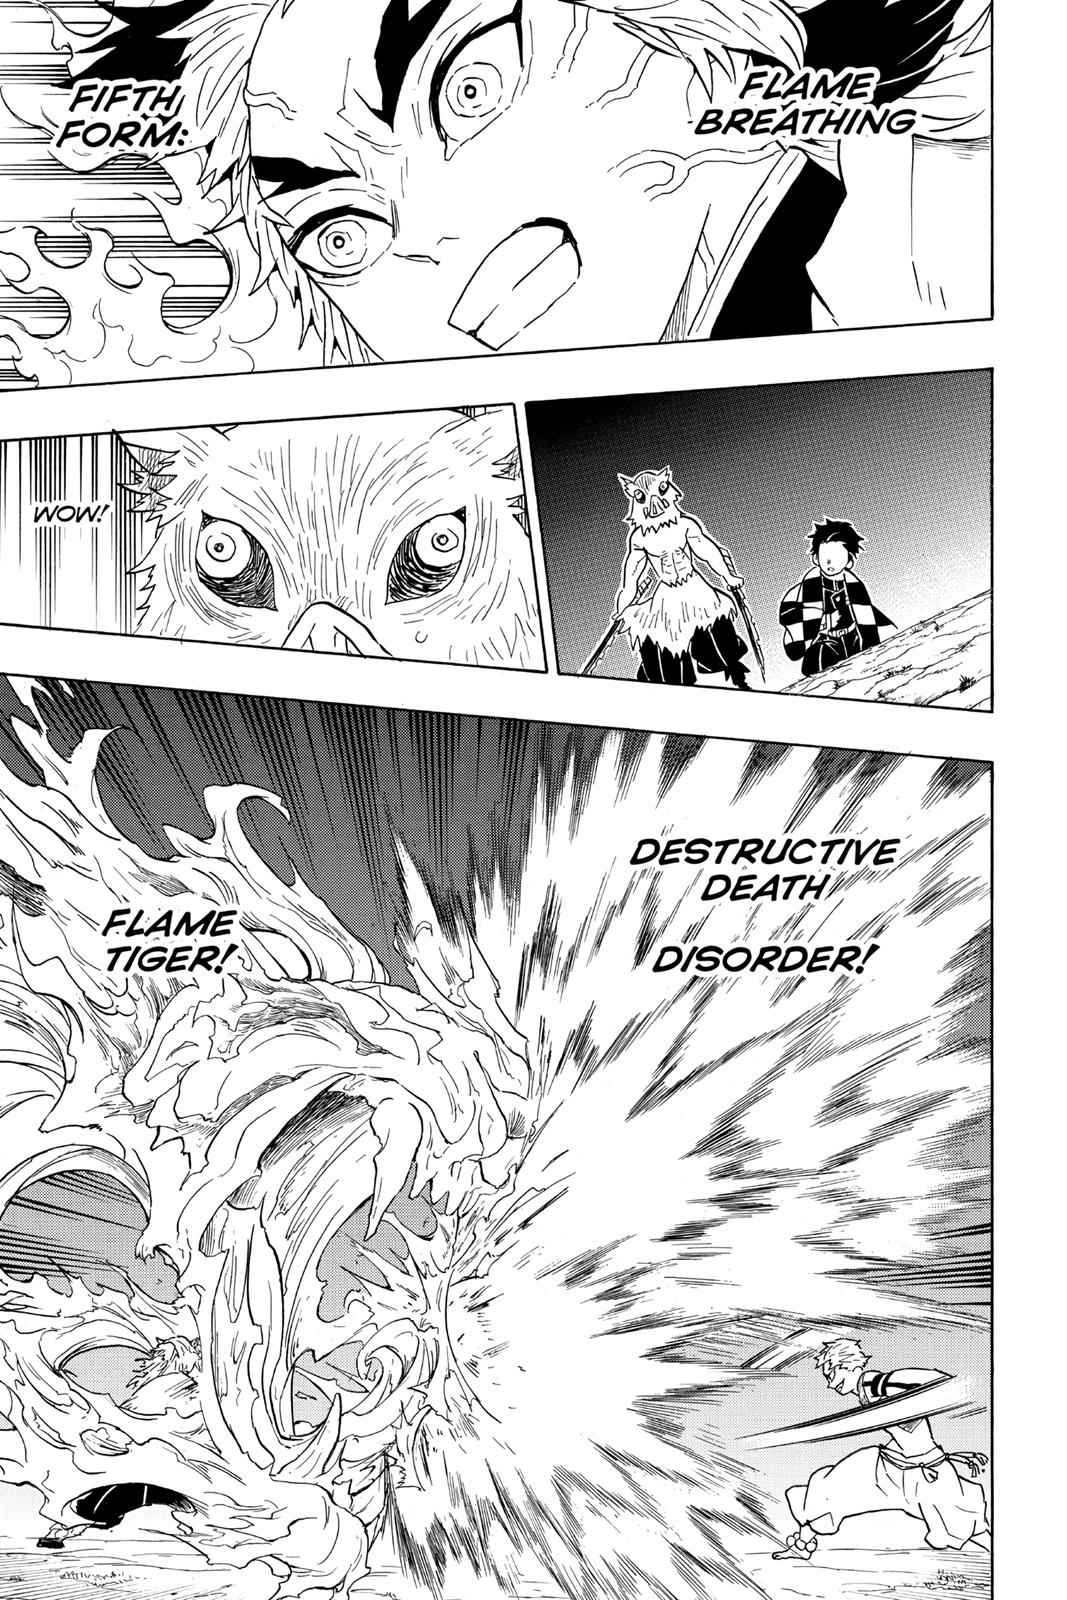 FLAME
BREATHING
FIFTH
FORM:
WOW!
DESTRUCTIVE
DEATH
DISORDER!
FLAME
TIGER!